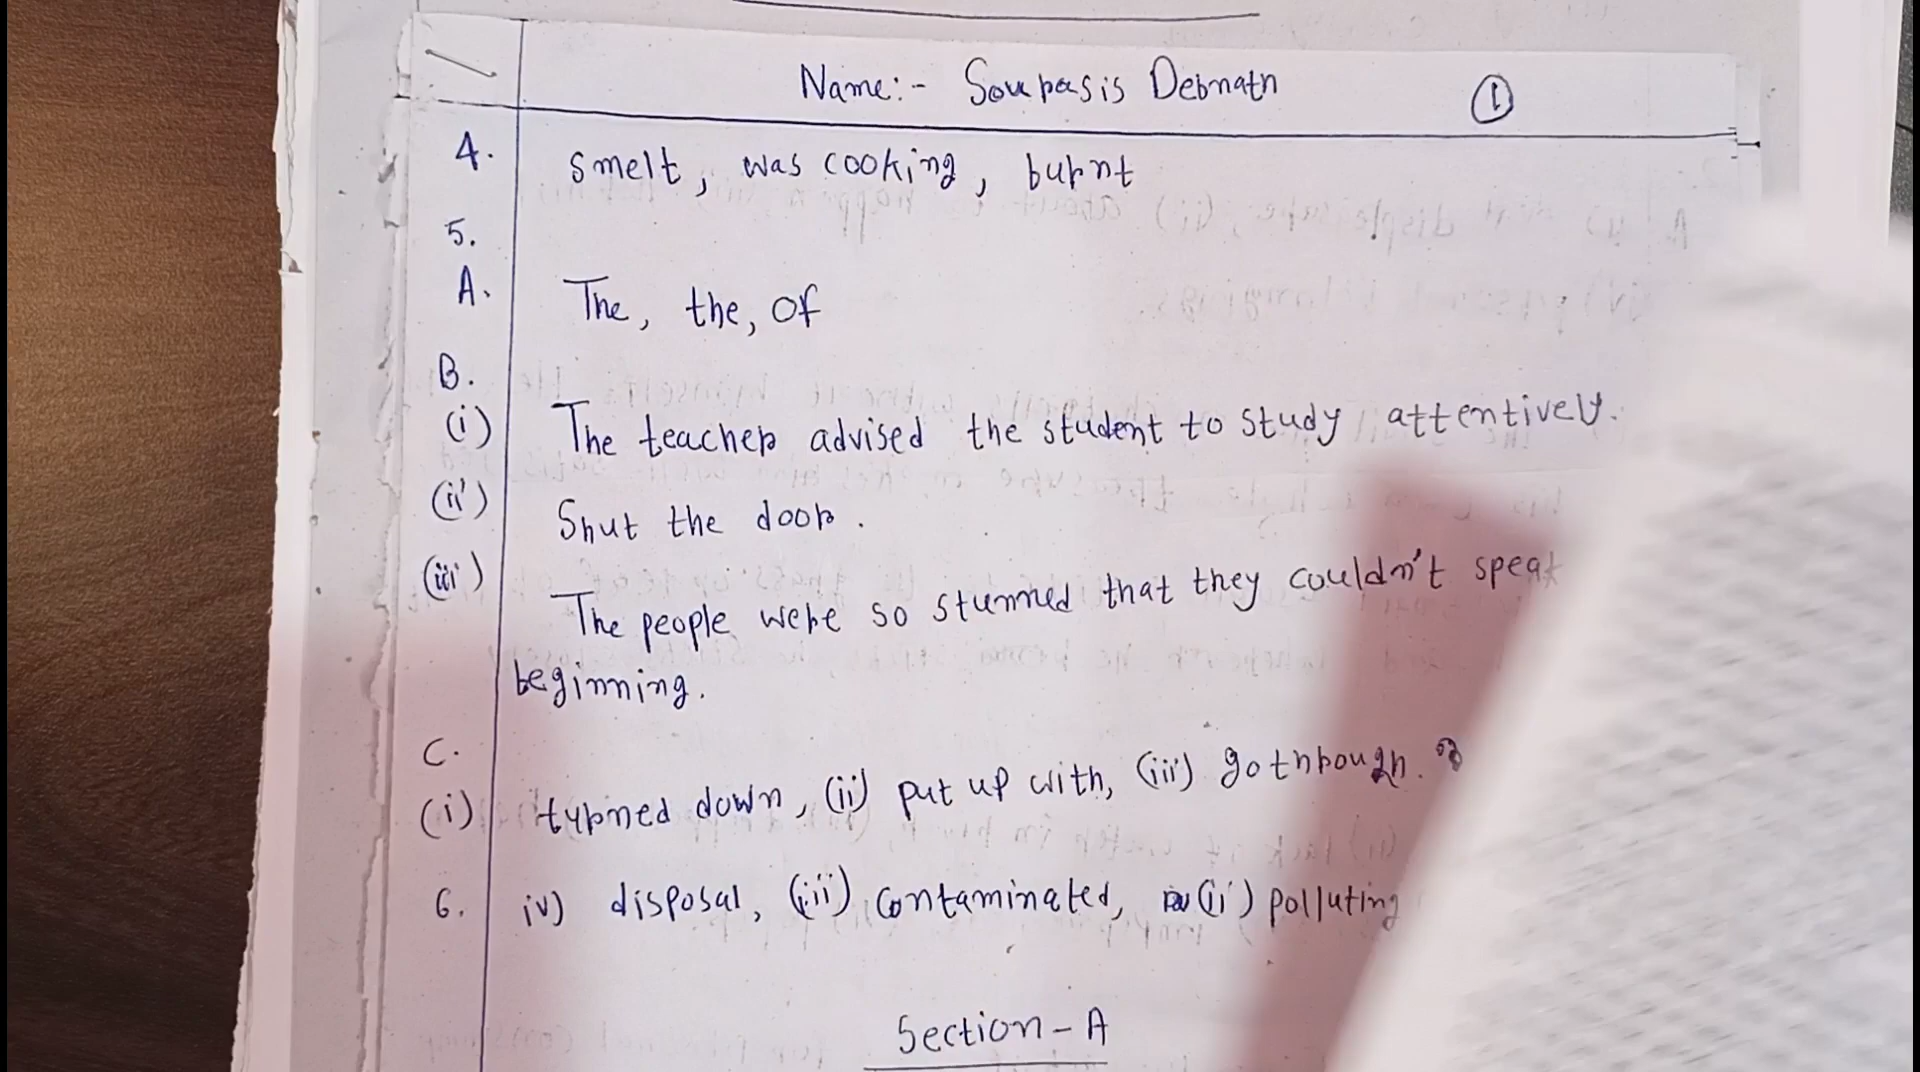 Name:- Sourasis Debnath 1
4. smelt, was cooking, burnt
5.
A. The, the, of
B.
(i) The teacher advised the student to study attentively.
(ii) Shut the door.
(iii) The people were so stunned that they couldn't speak
beginning.
C.
(i) turned down, (ii) put up with, (iii) go through.
6. iv) disposal, (iii) contaminated, (ii) polluting
Section - A